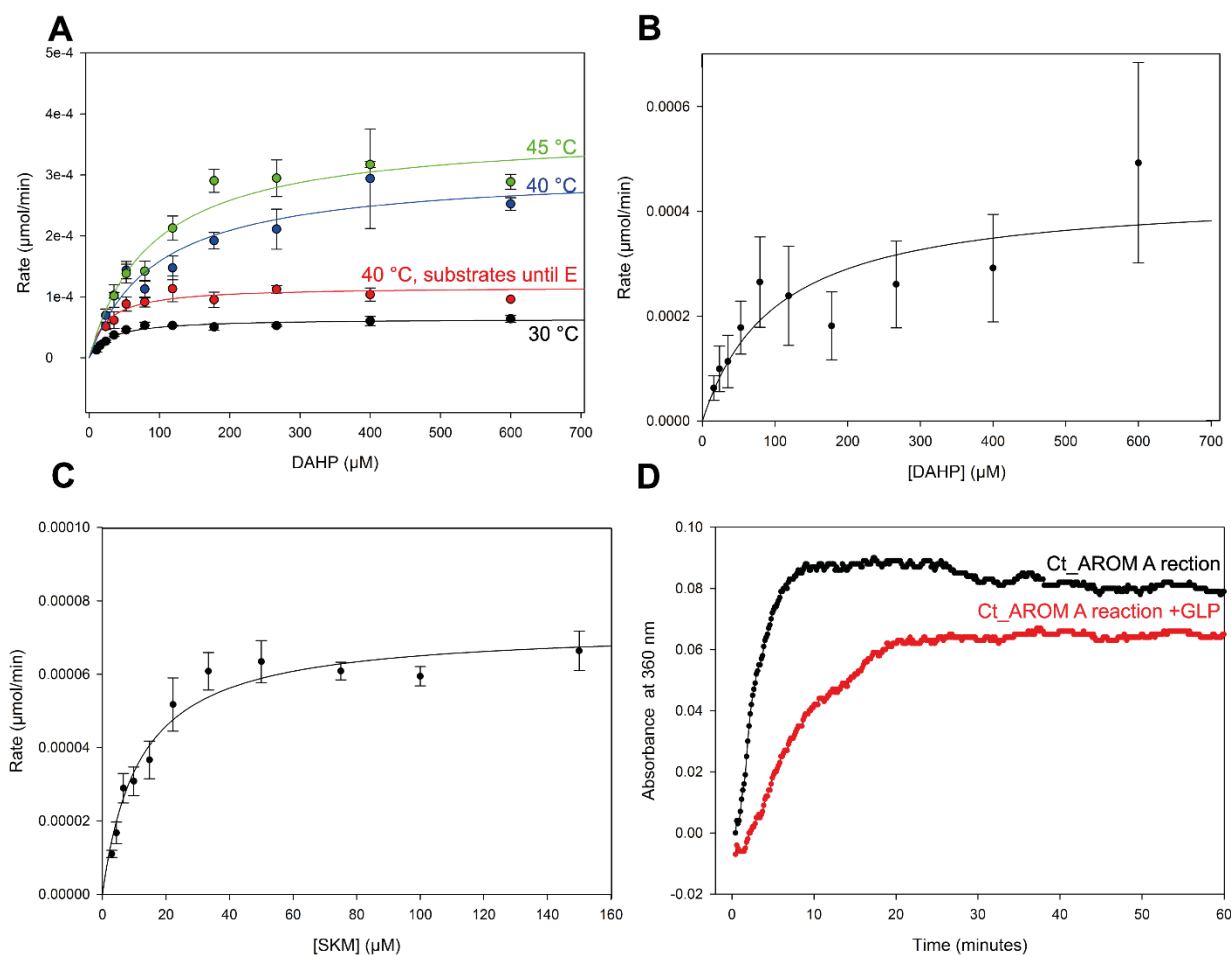 A
5e-4
4e-4
3e-4
2e-4
1e-4
0
Rate (µmol/min)
45 °C
40 °C
40 °C, substrates until E
30 °C
0 100 200 300 400 500 600 700
DAHP (µM)
B
0.0006
0.0004
0.0002
0.0000
Rate (µmol/min)
0 100 200 300 400 500 600 700
[DAHP] (µM)
C
0.00010
0.00008
0.00006
0.00004
0.00002
0.00000
Rate (µmol/min)
0 20 40 60 80 100 120 140 160
[SKM] (µM)
D
0.10
0.08
0.06
0.04
0.02
0.00
-0.02
Absorbance at 360 nm
Ct_AROM A rection
Ct_AROM A reaction +GLP
0 10 20 30 40 50 60
Time (minutes)